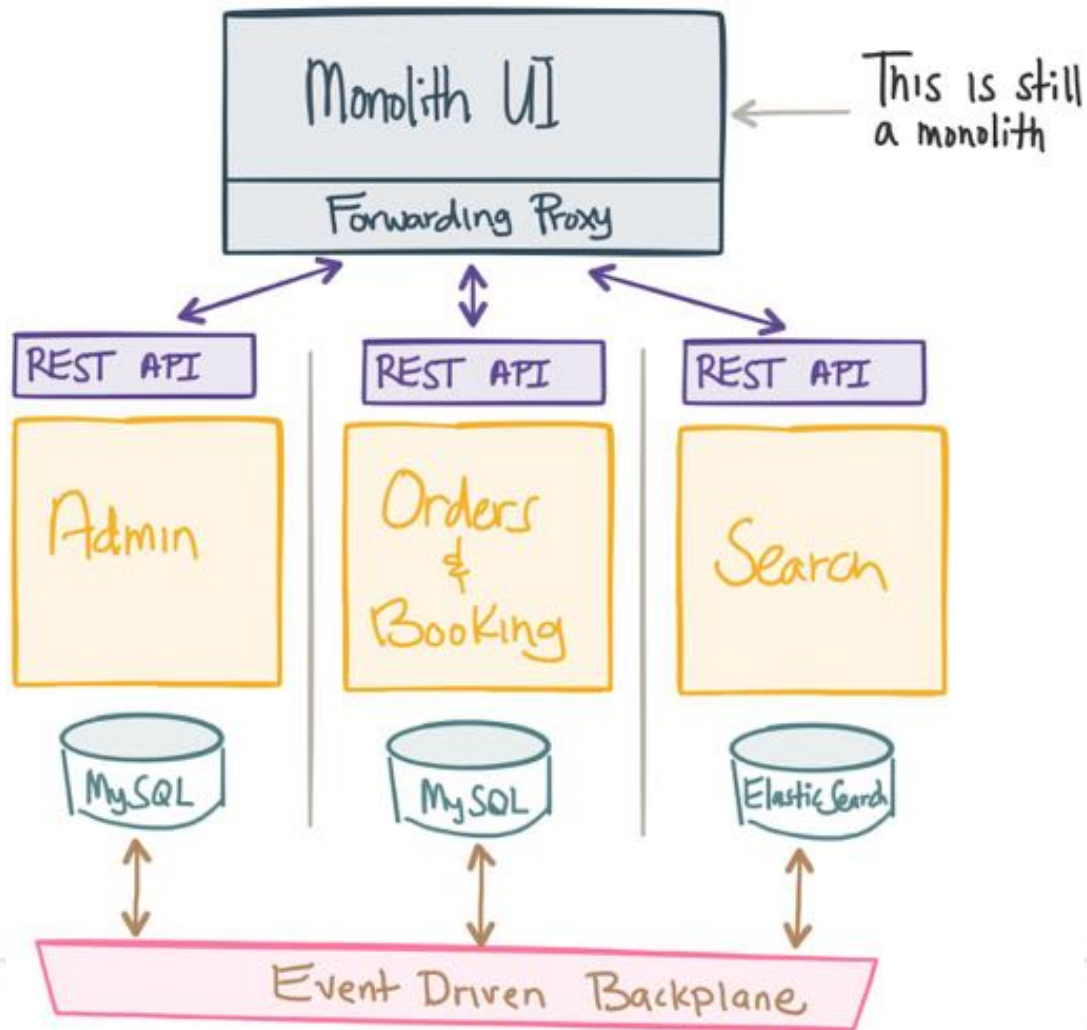 Monolith UI
This is still
a monolith
Forwarding Proxy
REST API
REST API
REST API
Admin
Orders
&
Booking
Search
MySQL
MySQL
ElasticSearch
Event Driven Backplane